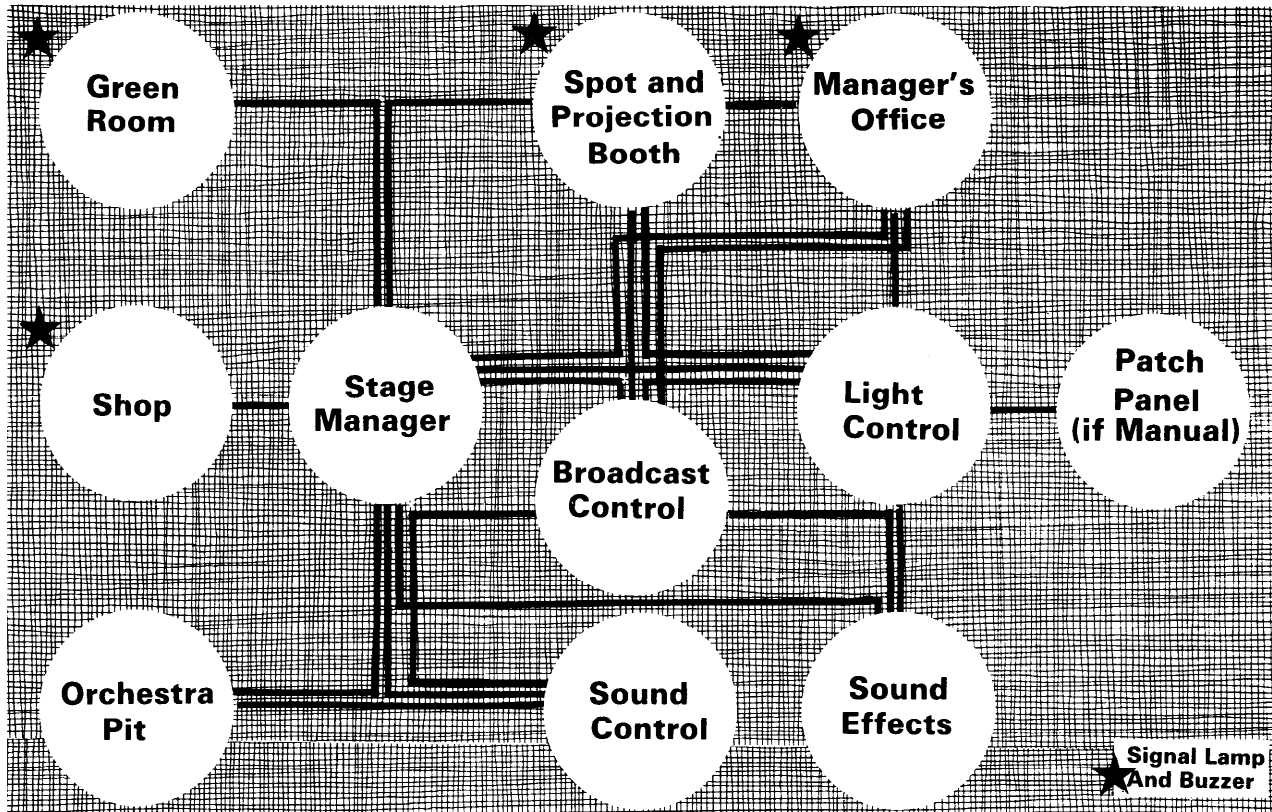 Green
Room
Spot and
Projection
Booth
Manager's
Office
Shop
Stage
Manager
Light
Control
Patch
Panel
(if Manual)
Broadcast
Control
Orchestra
Pit
Sound
Control
Sound
Effects
Signal Lamp
And Buzzer